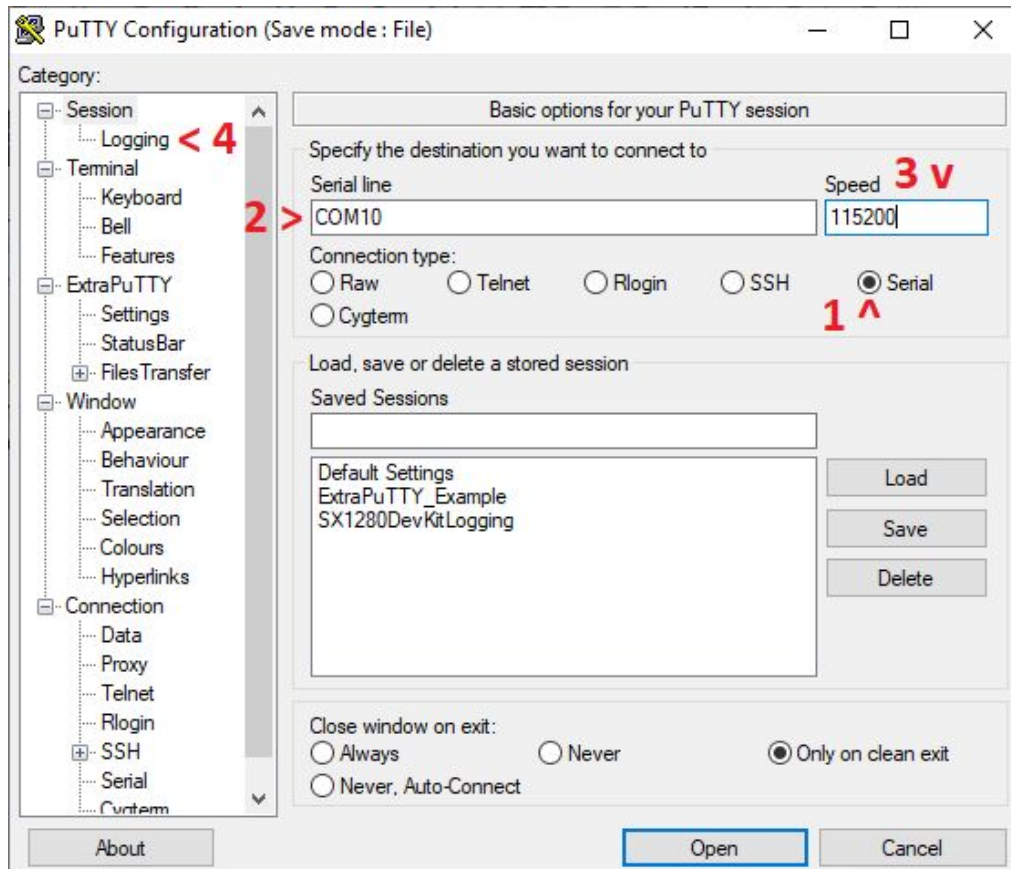 PuTTY Configuration (Save mode : File)
Category:
Session
Logging < 4
Terminal
Keyboard
Bell
Features
ExtraPuTTY
Settings
StatusBar
FilesTransfer
Window
Appearance
Behaviour
Translation
Selection
Colours
Hyperlinks
Connection
Data
Proxy
Telnet
Rlogin
SSH
Serial
Cygterm
Basic options for your PuTTY session
Specify the destination you want to connect to
Serial line
Speed 3 v
2 > COM10
115200
Connection type:
Raw Telnet Rlogin SSH Serial
Cygterm
1 ^
Load, save or delete a stored session
Saved Sessions
Default Settings
ExtraPuTTY_Example
SX1280DevKitLogging
Load
Save
Delete
Close window on exit:
Always Never Only on clean exit
Never, Auto-Connect
About Open Cancel